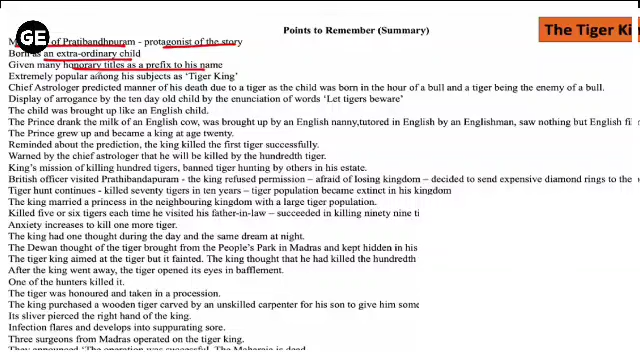 Points to Remember (Summary)
The Tiger Ki
GE
of Pratibandhpuram - protagonist of the story
Born as an extra-ordinary child
Given many honorary titles as a prefix to his name
Extremely popular among his subjects as ‘Tiger King’
Chief Astrologer predicted manner of his death due to a tiger as the child was born in the hour of a bull and a tiger being the enemy of a bull.
Display of arrogance by the ten day old child by the enunciation of words ‘Let tigers beware’
The child was brought up like an English child.
The Prince drank the milk of an English cow, was brought up by an English nanny,tutored in English by an Englishman, saw nothing but English fil
The Prince grew up and became a king at age twenty.
Reminded about the prediction, the king killed the first tiger successfully.
Warned by the chief astrologer that he will be killed by the hundredth tiger.
King’s mission of killing hundred tigers, banned tiger hunting by others in his estate.
British officer visited Prathibandapuram - the king refused permission – afraid of losing kingdom – decided to send expensive diamond rings to the
Tiger hunt continues - killed seventy tigers in ten years – tiger population became extinct in his kingdom
The king married a princess in the neighbouring kingdom with a large tiger population.
Killed five or six tigers each time he visited his father-in-law – succeeded in killing ninety nine ti
Anxiety increases to kill one more tiger.
The king had one thought during the day and the same dream at night.
The Dewan thought of the tiger brought from the People’s Park in Madras and kept hidden in his
The tiger king aimed at the tiger but it fainted. The king thought that he had killed the hundredth
After the king went away, the tiger opened its eyes in bafflement.
One of the hunters killed it.
The tiger was honoured and taken in a procession.
The king purchased a wooden tiger carved by an unskilled carpenter for his son to give him some
Its sliver pierced the right hand of the king.
Infection flares and develops into suppurating sore.
Three surgeons from Madras operated on the tiger king.
They announced ‘The operation was successful. The Maharaja is dead